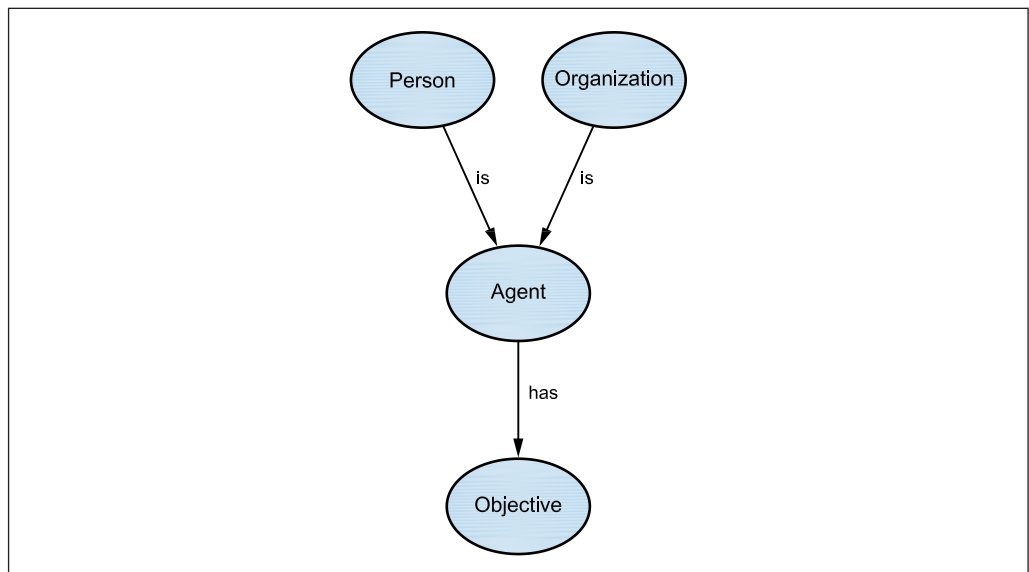 Person
Organization
is
is
Agent
has
Objective